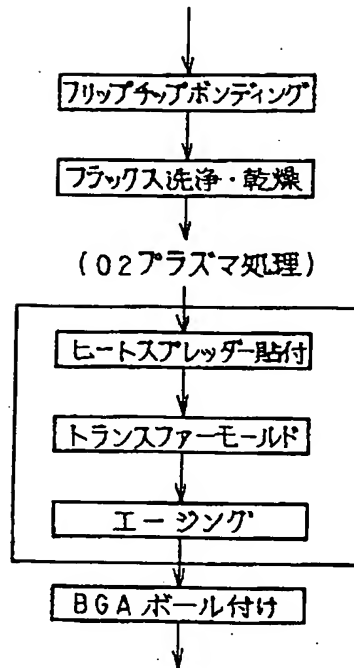 フリップチップボンディング
フラックス洗浄・乾燥
(O2プラズマ処理)
ヒートスプレッダー貼付
トランスファーモールド
エージング
BGAボール付け